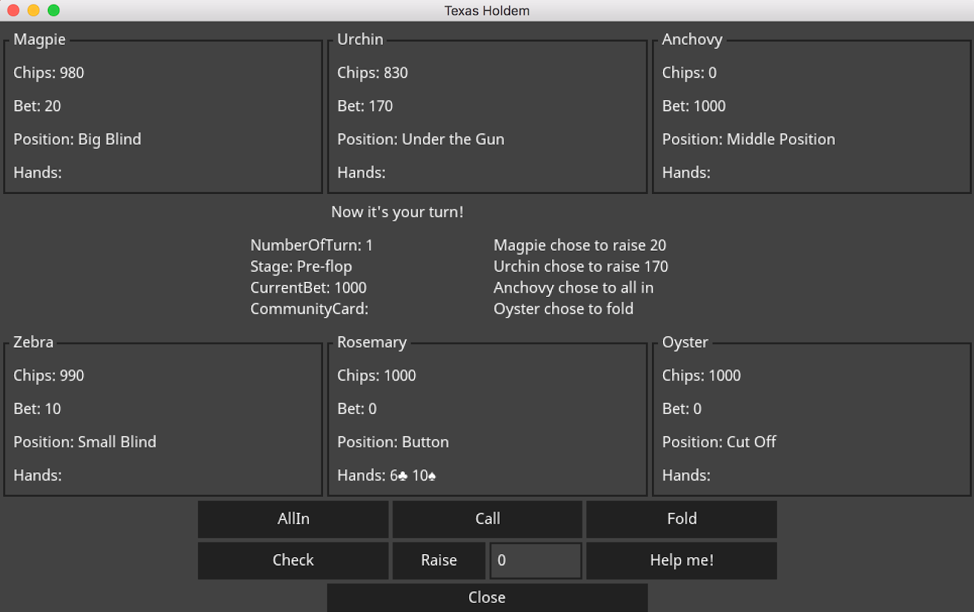 Texas Holdem
Magpie
Chips: 980
Bet: 20
Position: Big Blind
Hands:
Urchin
Chips: 830
Bet: 170
Position: Under the Gun
Hands:
Anchovy
Chips: 0
Bet: 1000
Position: Middle Position
Hands:
Now it's your turn!
NumberOfTurn: 1
Stage: Pre-flop
CurrentBet: 1000
CommunityCard:
Magpie chose to raise 20
Urchin chose to raise 170
Anchovy chose to all in
Oyster chose to fold
Zebra
Chips: 990
Bet: 10
Position: Small Blind
Hands:
Rosemary
Chips: 1000
Bet: 0
Position: Button
Hands: 6♣ 10♠
Oyster
Chips: 1000
Bet: 0
Position: Cut Off
Hands:
AllIn
Call
Fold
Check
Raise
0
Help me!
Close